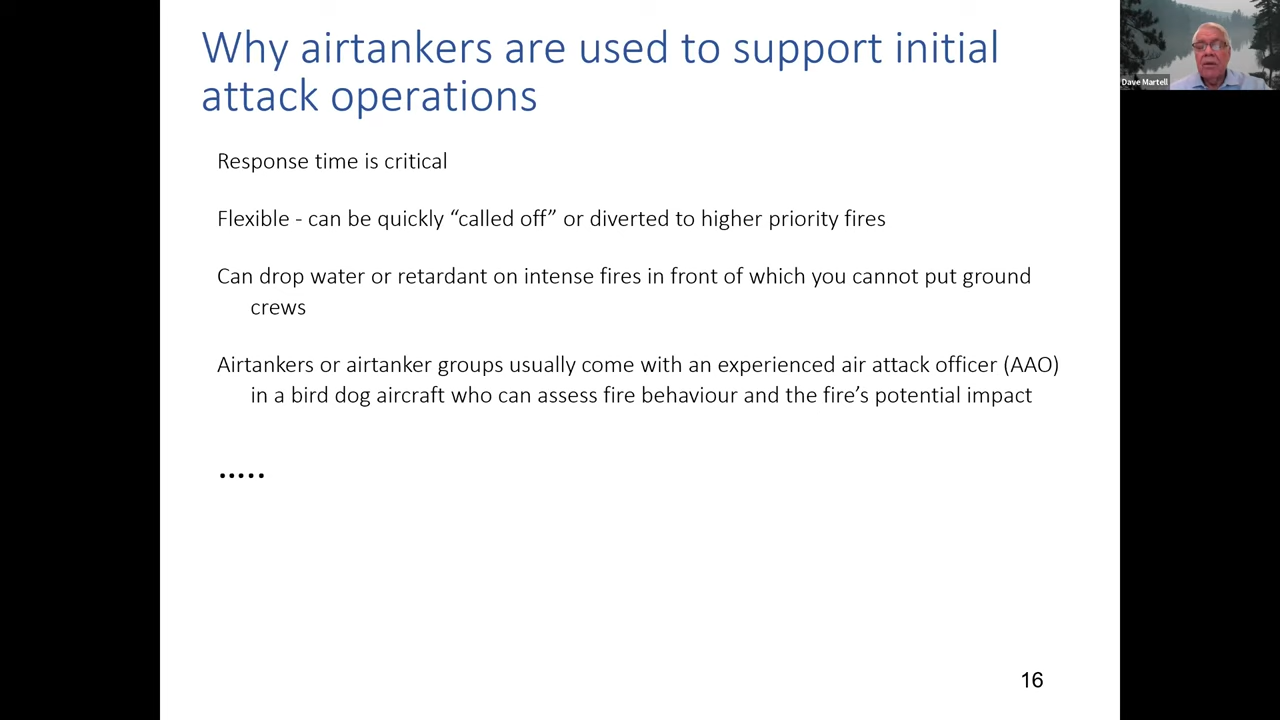 Why airtankers are used to support initial
attack operations
Dave Martell
Response time is critical
Flexible - can be quickly “called off” or diverted to higher priority fires
Can drop water or retardant on intense fires in front of which you cannot put ground
crews
Airtankers or airtanker groups usually come with an experienced air attack officer (AAO)
in a bird dog aircraft who can assess fire behaviour and the fire’s potential impact
.....
16